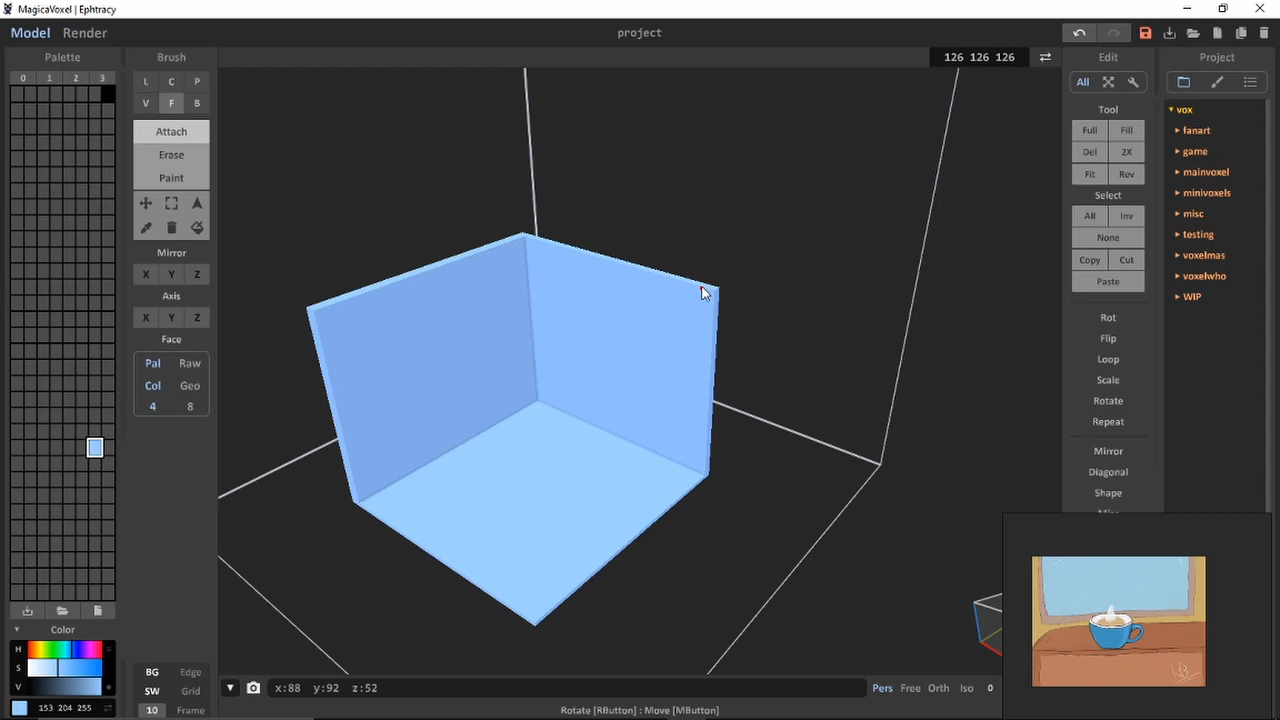 MagicaVoxel | Ephtracy
Model Render
project
Palette
0 1 2 3
Color
H
S
V
153 204 255
Brush
L C P
V F B
Attach
Erase
Paint
Mirror
X Y Z
Axis
X Y Z
Face
Pal Raw
Col Geo
4 8
BG Edge
SW Grid
10 Frame
126 126 126
x:88 y:92 z:52
Pers Free Orth Iso 0
Rotate [RButton] : Move [MButton]
Edit
All
Tool
Full Fill
Del 2X
Fit Rev
Select
All Inv
None
Copy Cut
Paste
Rot
Flip
Loop
Scale
Rotate
Repeat
Mirror
Diagonal
Shape
Project
vox
fanart
game
mainvoxel
minivoxels
misc
testing
voxelmas
voxelwho
WIP